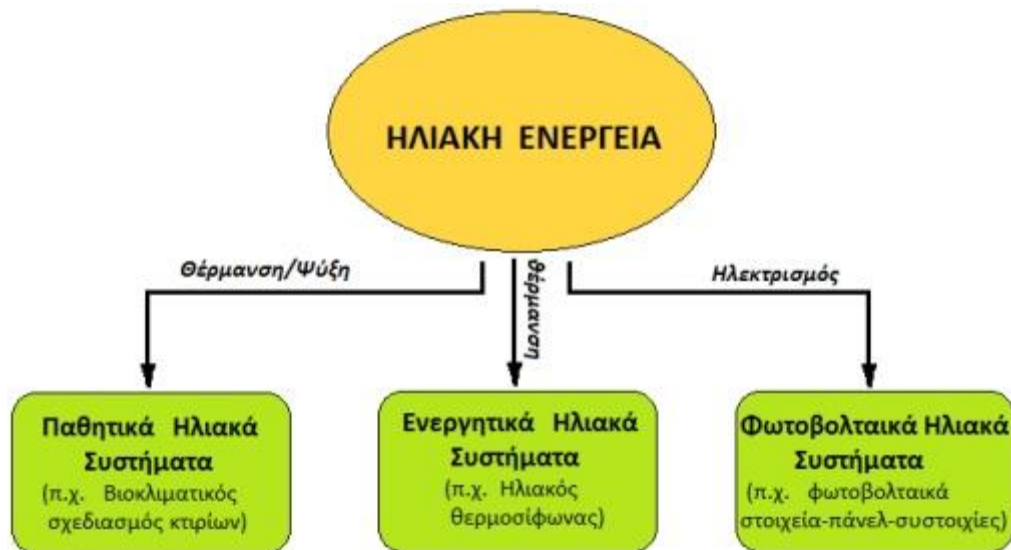 ΗΛΙΑΚΗ ΕΝΕΡΓΕΙΑ
Θέρμανση/Ψύξη
Θέρμανση
Ηλεκτρισμός
Παθητικά Ηλιακά
Συστήματα
(π.χ. Βιοκλιματικός
σχεδιασμός κτιρίων)
Ενεργητικά Ηλιακά
Συστήματα
(π.χ. Ηλιακός
θερμοσίφωνας)
Φωτοβολταικά Ηλιακά
Συστήματα
(π.χ. φωτοβολταικά
στοιχεία-πάνελ-συστοιχίες)